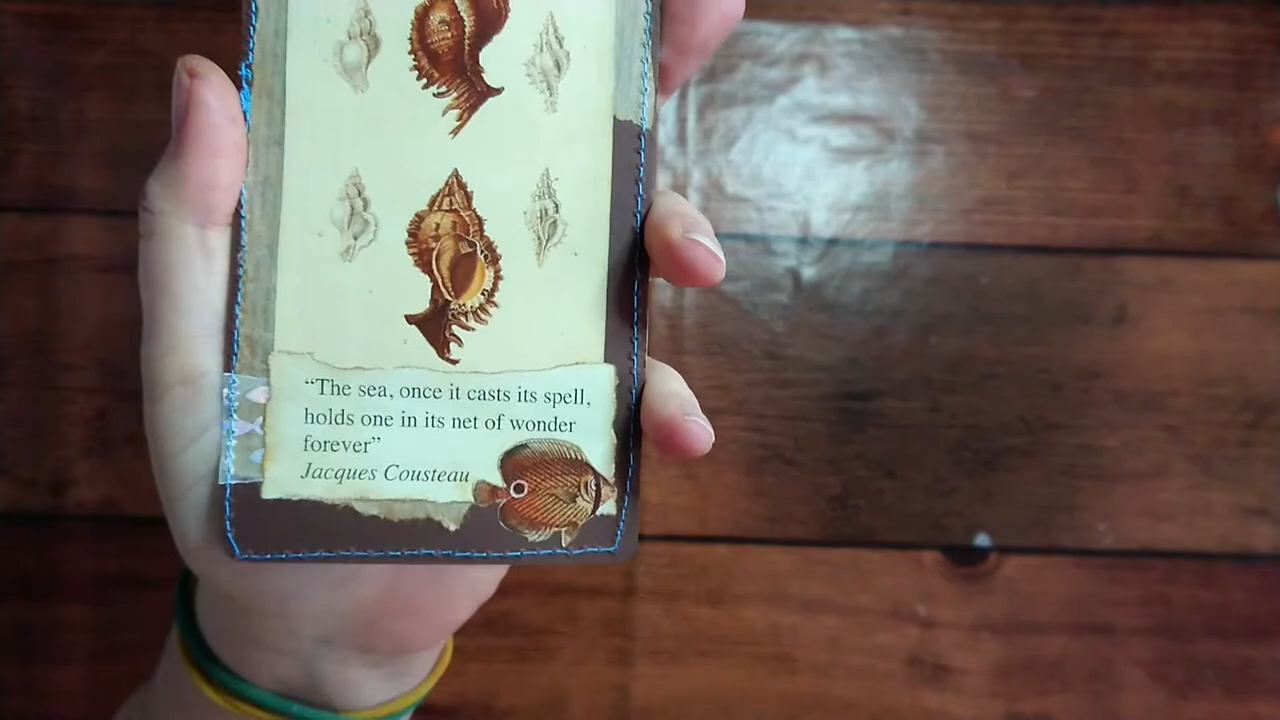 “The sea, once it casts its spell,
holds one in its net of wonder
forever”
Jacques Cousteau